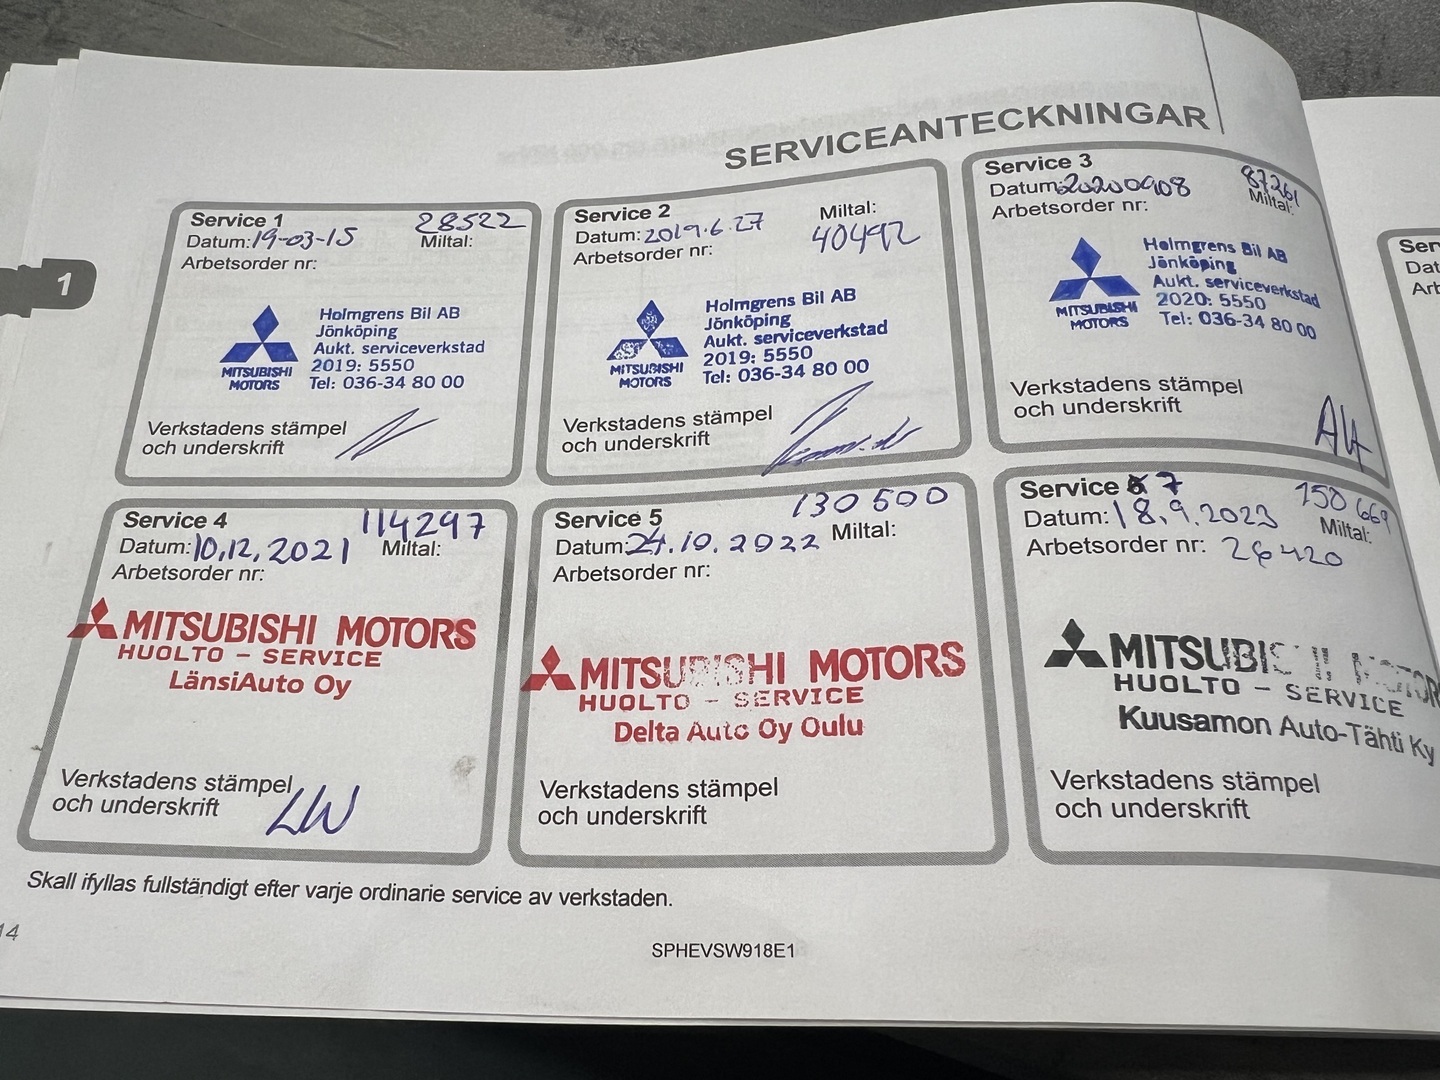 SERVICEANTECKNINGAR
Service 1
28522
Datum: 19-03-15 Miltal:
Arbetsorder nr:
Holmgrens Bil AB
Jönköping
Aukt. serviceverkstad
2019: 5550
Tel: 036-34 80 00
MITSUBISHI
MOTORS
Verkstadens stämpel
och underskrift
Service 2
Miltal:
Datum: 2019.6.27
40492
Arbetsorder nr:
Holmgrens Bil AB
Jönköping
Aukt. serviceverkstad
2019: 5550
Tel: 036-34 80 00
MITSUBISHI
MOTORS
Verkstadens stämpel
och underskrift
Service 3
87261
Datum: 20200908
Miltal:
Arbetsorder nr:
Holmgrens Bil AB
Jönköping
Aukt. serviceverkstad
2020: 5550
Tel: 036-34 80 00
MITSUBISHI
MOTORS
Verkstadens stämpel
och underskrift
1
Service 4
114297
Datum: 10.12.2021 Miltal:
Arbetsorder nr:
MITSUBISHI MOTORS
HUOLTO - SERVICE
LänsiAuto Oy
Verkstadens stämpel
och underskrift
LW
Service 5
130500
Datum: 24.10.2022 Miltal:
Arbetsorder nr:
MITSUBISHI MOTORS
HUOLTO - SERVICE
Delta Auto Oy Oulu
Verkstadens stämpel
och underskrift
Service 7
150669
Datum: 18.9.2023 Miltal:
Arbetsorder nr: 26420
MITSUBISHI MOTOR
HUOLTO - SERVICE
Kuusamon Auto-Tähti Ky
Verkstadens stämpel
och underskrift
Ser
Dat
Arb
Skall ifyllas fullständigt efter varje ordinarie service av verkstaden.
14
SPHEVSW918E1